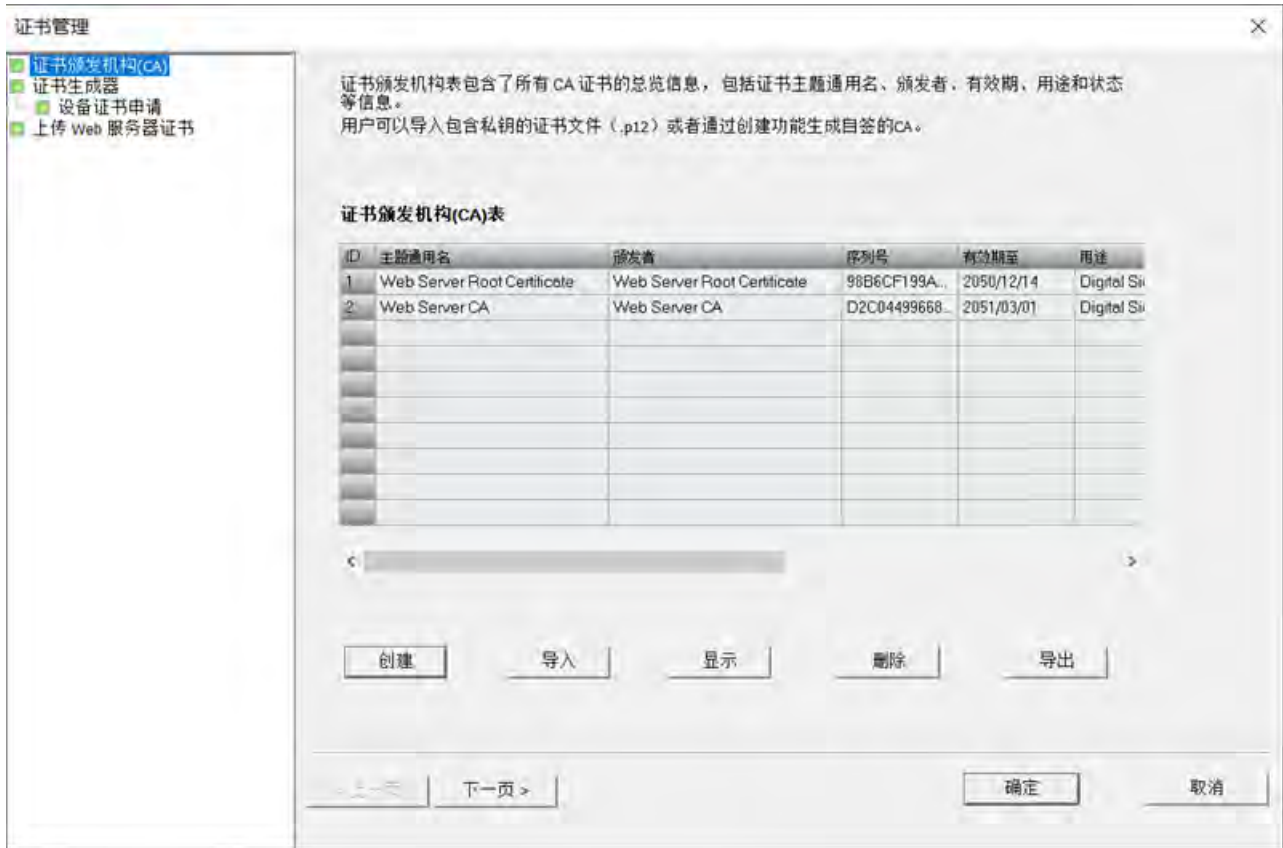 证书管理
证书颁发机构(CA)
证书生成器
设备证书申请
上传 Web 服务器证书
证书颁发机构表包含了所有 CA 证书的总览信息，包括证书主题通用名、颁发者、有效期、用途和状态
等信息。
用户可以导入包含私钥的证书文件（.p12）或者通过创建功能生成自签的CA。
证书颁发机构(CA)表
ID 主题通用名 颁发者 序列号 有效期至 用途
1 Web Server Root Certificate Web Server Root Certificate 98B6CF199A... 2050/12/14 Digital Si
2 Web Server CA Web Server CA D2C04499668... 2051/03/01 Digital Si
创建 导入 显示 删除 导出
< 上一页 下一页 > 确定 取消